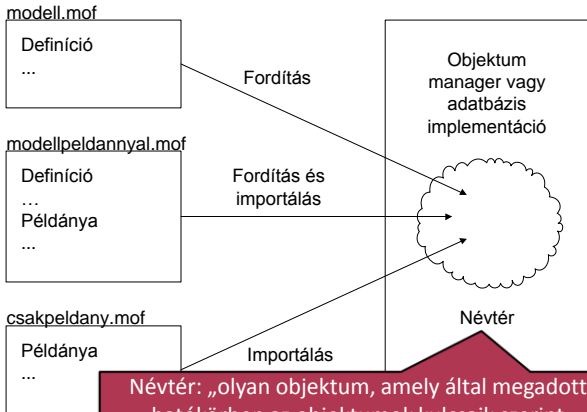 modell.mof
Definíció
...
Fordítás
Objektum
manager vagy
adatbázis
implementáció
modellpeldannyal.mof
Definíció
…
Példánya
...
Fordítás és
importálás
csakpeldany.mof
Példánya
...
Importálás
Névtér
Névtér: „olyan objektum, amely által megadott